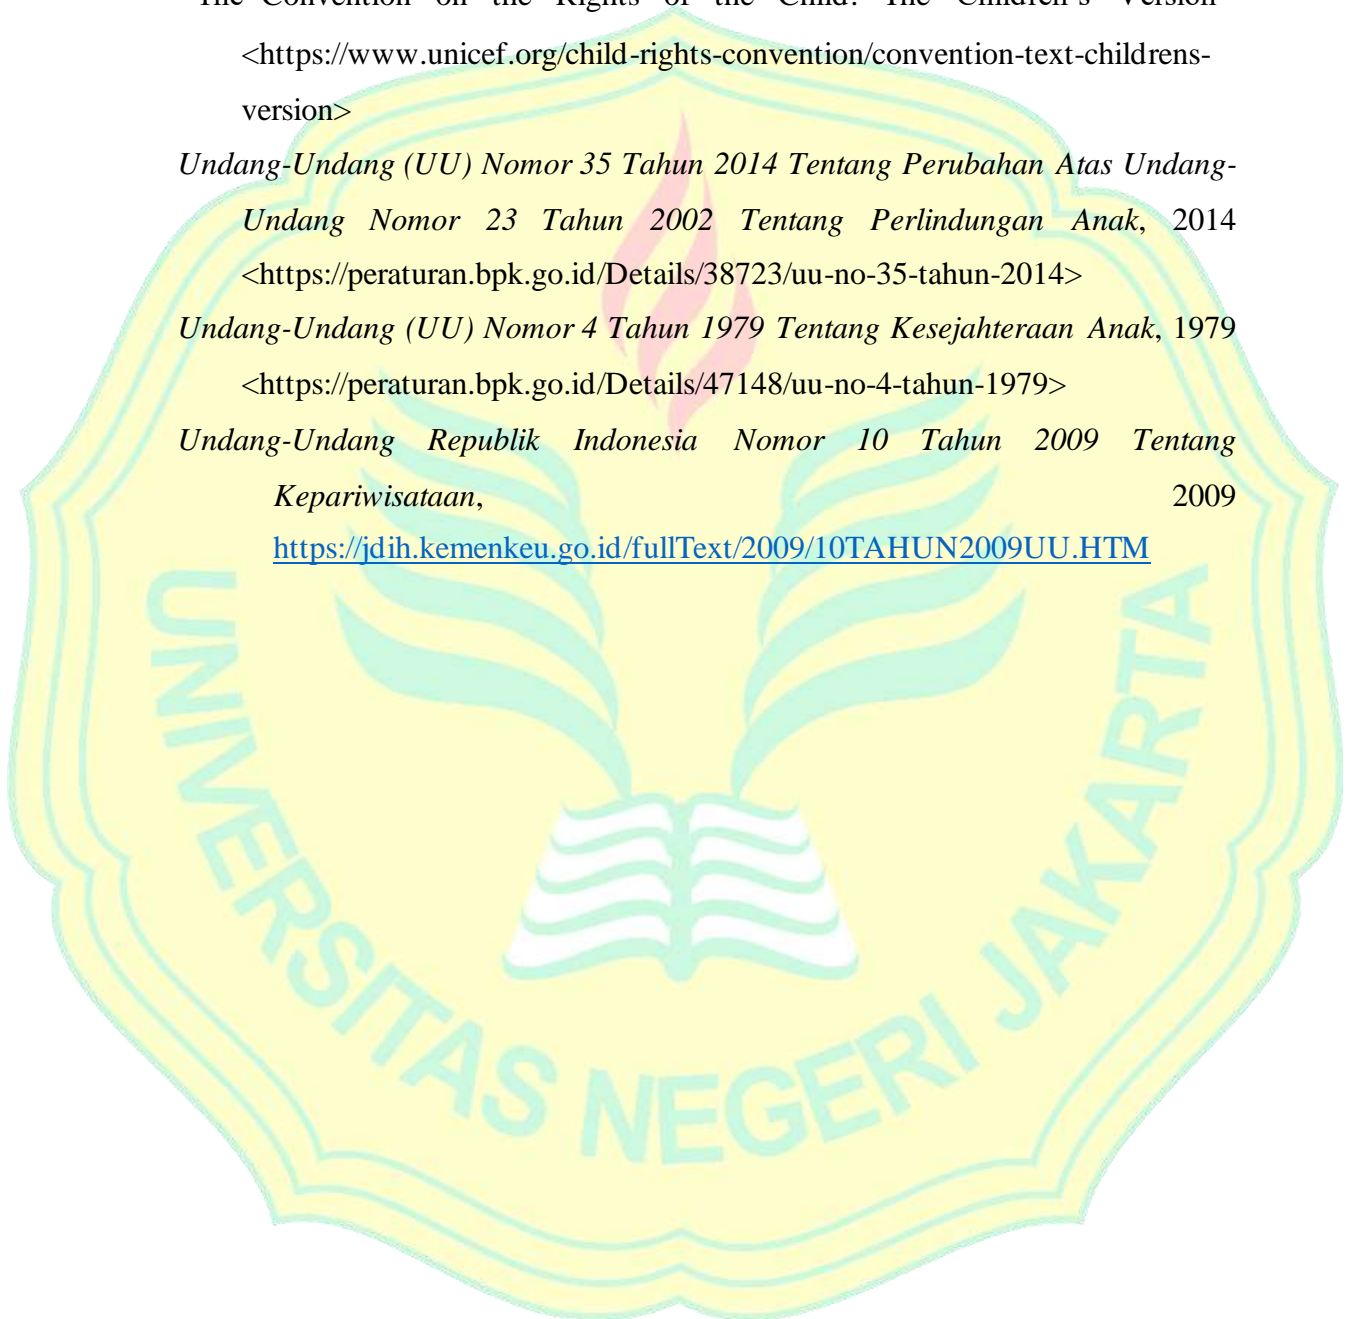 The Convention on the Rights of the Child: The Children's Version
<https://www.unicef.org/child-rights-convention/convention-text-childrens-
version>
Undang-Undang (UU) Nomor 35 Tahun 2014 Tentang Perubahan Atas Undang-
Undang Nomor 23 Tahun 2002 Tentang Perlindungan Anak, 2014
<https://peraturan.bpk.go.id/Details/38723/uu-no-35-tahun-2014>
Undang-Undang (UU) Nomor 4 Tahun 1979 Tentang Kesejahteraan Anak, 1979
<https://peraturan.bpk.go.id/Details/47148/uu-no-4-tahun-1979>
Undang-Undang Republik Indonesia Nomor 10 Tahun 2009 Tentang
Kepariwisataan, 2009
https://jdih.kemenkeu.go.id/fullText/2009/10TAHUN2009UU.HTM
UNIVERSITAS NEGERI JAKARTA